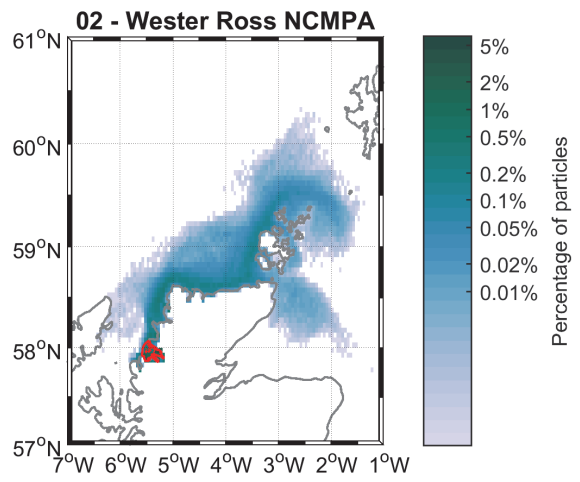 02 - Wester Ross NCMPA
61°N
60°N
59°N
58°N
57°N
7°W 6°W 5°W 4°W 3°W 2°W 1°W
5%
2%
1%
0.5%
0.2%
0.1%
0.05%
0.02%
0.01%
Percentage of particles